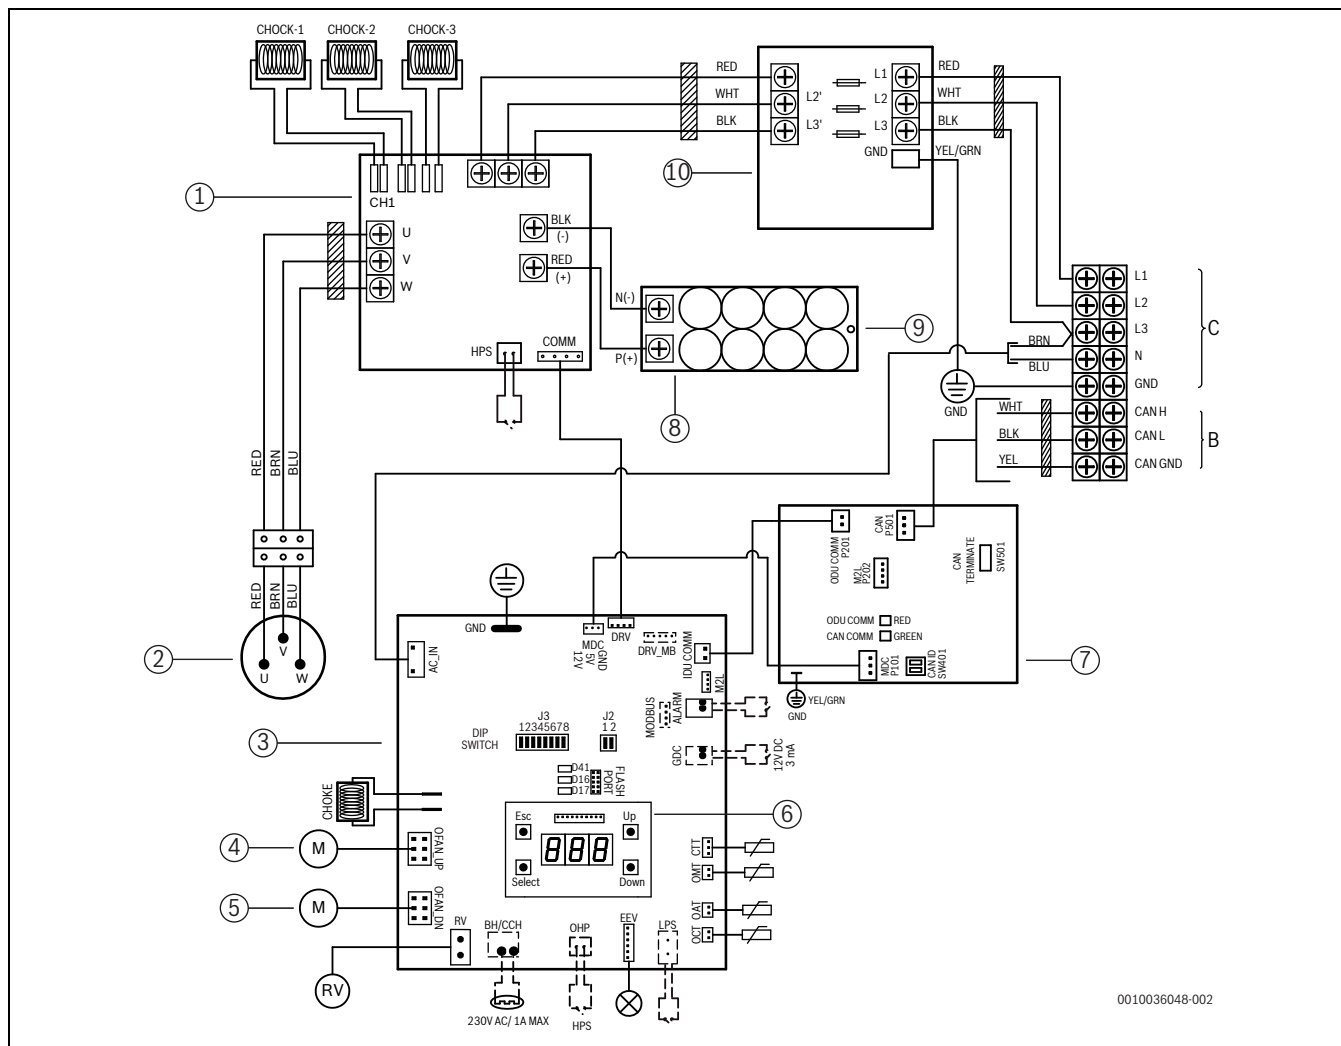 CHOCK-1 CHOCK-2 CHOCK-3
RED
WHT
BLK
L2'
L3'
L1
L2
L3
GND
RED
WHT
BLK
YEL/GRN
10
1
CH1
U
V
W
BLK
(-)
RED
(+)
HPS
COMM
N(-)
P(+)
9
8
L1
L2
L3
N
GND
CAN H
CAN L
CAN GND
C
B
BRN
BLU
GND
WHT
BLK
YEL
RED
BRN
BLU
RED
BRN
BLU
2
V
U
W
GND
AC_IN
MDC
GND
5V
12V
DRV
DRV_MB
IDU COMM
M2L
MODBUS
ALARM
GDC
12V DC
3 mA
ODU COMM
P201
CAN
P501
M2L
P202
CAN
TERMINATE
SW501
ODU COMM RED
CAN COMM GREEN
MDC
P101
CAN ID
SW401
7
YEL/GRN
GND
3
DIP
SWITCH
J3
12345678
J2
1 2
D41
D16
D17
FLASH
PORT
Esc
Up
888
Select
Down
6
CHOKE
4
M
OFAN_UP
5
M
OFAN_DN
RV
RV
BH/CCH
230V AC/ 1A MAX
OHP
HPS
EEV
LPS
CTT
OMT
OAT
OCT
0010036048-002